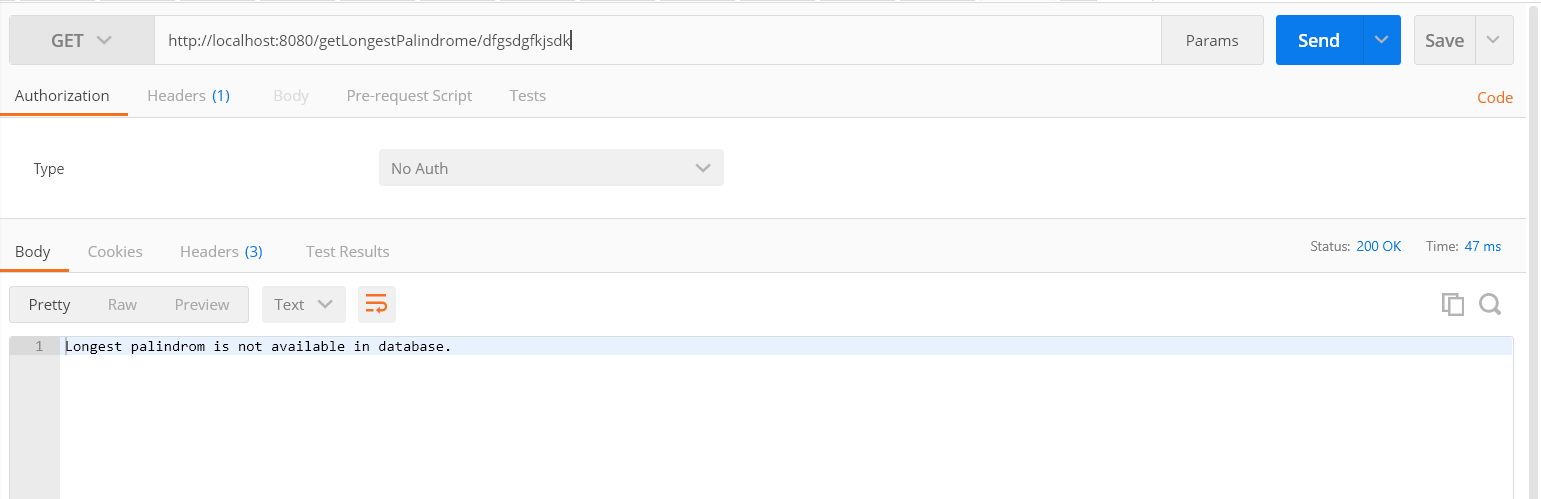 GET http://localhost:8080/getLongestPalindrome/dfgsdgfkjsdk Params Send Save
Authorization Headers (1) Body Pre-request Script Tests Code
Type No Auth
Body Cookies Headers (3) Test Results Status: 200 OK Time: 47 ms
Pretty Raw Preview Text
1 Longest palindrom is not available in database.